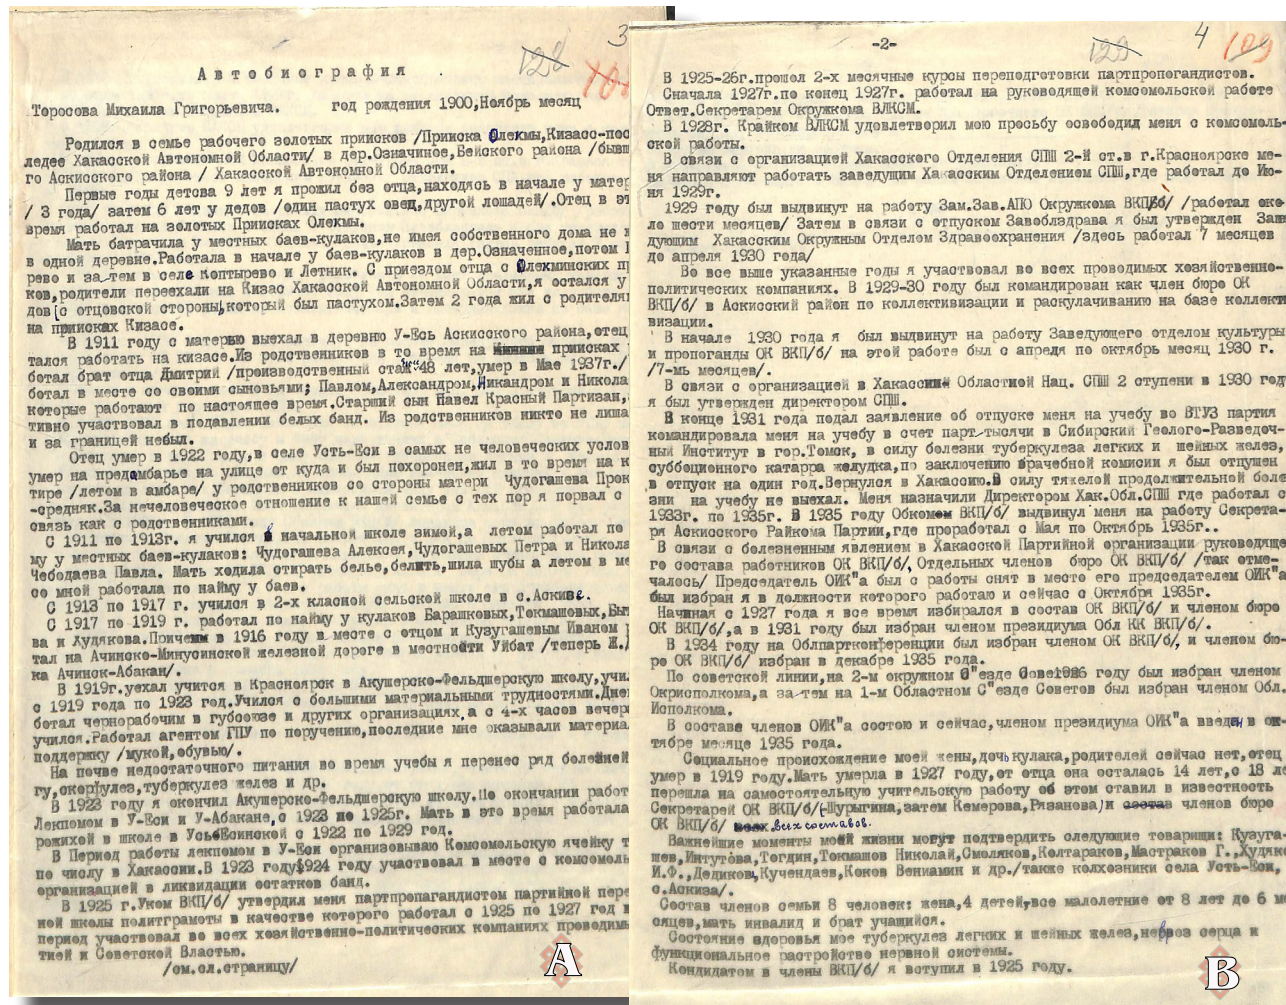 128
3
А в т о б и о г р а ф и я .
Торосова Михаила Григорьевича. год рождения 1900,Ноябрь месяц
Родился в семье рабочего золотых приисков /Прииска Олекмы,Кизасс-пос
ледее Хакасской Автономной Области/ в дер.Означиное,Бейского района /бывш
го Аскисского района / Хакасской Автономной Области.
Первые годы детсва 9 лет я прожил без отца,находясь в начале у матер
/ 3 года/ затем 6 лет у дедов /один пастух овец,другой лошадей/.Отец в эт
время работал на золотых Приисках Олекмы.
Мать батрачила у местных баев-кулаков,не имея собственного дома не ж
в одной деревне.Работала в начале у баев-кулаков в дер.Означенное,потом
рево и за-тем в селе Коптырево и Летник. С приездом отца с Олекминских пр
ков,родители переехали на Кизас Хакасской Автономной Области,я остался у
дов(с отцовской стороны,который был пастухом.Затем 2 года жил с родителя
на приисках Кизасе.
В 1911 году с матерью выехал в деревню У-Есь Аскисского района,отец
тался работать на кизасе.Из родственников в то время на приисках
ботал брат отца Дмитрий /производственный стаж 48 лет,умер в Мае 1937г./
ботал в месте со своими сыновьями; Павлом,Александром,Никандром и Никола
которые работают по настоящее время.Старший сын Павел Красный Партизан,
тивно участвовал в подавлении белых банд. Из родственников никто не лиша
и за границей небыл.
Отец умер в 1922 году,в селе Усть-Еси в самых не человеческих услов
умер на предамбарье на улице от куда и был похоронен,жил в то время на к
тире /летом в амбаре/ у родственников со стороны матери Чудогашева Прок
-средняк.За нечеловеческое отношение к нашей семье с тех пор я порвал с
связь как с родственниками.
С 1911 по 1913г. я учился в начальной школе зимой,а летом работал по
му у местных баев-кулаков: Чудогашева Алексея,Чудогашевых Петра и Никола
Чебодаева Павла. Мать ходила стирать белье,белить,шила шубы а летом в ме
со мной работала по найму у баев.
С 1913 по 1917 г. учился в 2-х класной сельской школе в с.Аскизе.
С 1917 по 1919 г. работал по найму у кулаков Барашковых,Токмашовых,
ва и Худякова.Причем в 1916 году в месте с отцом и Кузугашевым Иваном
тал на Ачинско-Минусинской железной дороге в местности Уйбат /теперь Ж.
ка Ачинск-Абакан/.
В 1919г.уехал учится в Красноярск в Акушерско-Фельдшерскую школу,учи
с 1919 года по 1923 год.Учился с большими материальными трудностями.Дне
ботал чернорабочим в губсоюзе и других организациях,а с 4-х часов вечер
учился.Работал агентом ГПУ по поручению,последние мне оказывали материа
поддержку /мукой,обувью/.
На почве недостаточного питания во время учебы я перенес ряд болезней
гу,скорфулез,туберкулез желез и др.
В 1923 году я окончил Акушерско-Фельдшерскую школу.По окончании работ
Лекпомом в У-Еси и У-Абакане,с 1923 по 1925г. Мать в это время работала
рожихой в школе в Усь-Есинской с 1922 по 1929 год.
В Период работы лекпомом в У-Еси организовываю Комсомольскую ячейку т
по числу в Хакассии.В 1923 году,1924 году участвовал в месте с комсомоль
организацией в ликвидации остатков банд.
В 1925 г.Уком ВКП/б/ утвердил меня партпропагандистом партийной пере
ной школы политграмоты в качестве которого работал с 1925 по 1927 год в
период участвовал во всех хозяйственно-политических компаниях проводимы
тией и Советской Властью.
/см.сл.страницу/
А
-2-
129
4
109
В 1925-26г.прошел 2-х месячные курсы переподготовки партпропогандистов.
Сначала 1927г.по конец 1927г. работал на руководящей комсомольской работе
Ответ.Секретарем Окружкома ВЛКСМ.
В 1928г. Крайком ВЛКСМ удовлетворил мою просьбу освободил меня с комсомоль-
ской работы.
В связи с организацией Хакасского Отделения СПШ 2-й ст.в г.Красноярске ме-
ня направляют работать заведущим Хакасским Отделением СПШ,где работал до Ию-
ня 1929г.
1929 году был выдвинут на работу Зам.Зав.АПО Окружкома ВКП/б/ /работал око-
ло шести месяцев/ Затем в связи с отпуском Завоблздрава я был утвержден Заве
дующим Хакасским Окружным Отделом Здравоохранения /здесь работал 7 месяцев
до апреля 1930 года/
Во все выше указанные годы я участвовал во всех проводимых хозяйственно-
политических компаниях. В 1929-30 году был командирован как член бюро ОК
ВКП/б/ в Аскизский район по коллективизации и раскулачиванию на базе коллекти
визации.
В начале 1930 года я был выдвинут на работу Заведующего отделом культуры
и пропоганды ОК ВКП/б/ на этой работе был с апредя по октябрь месяц 1930 г.
/7-мь месяцев/.
В связи с организацией в Хакассии Областной Нац. СПШ 2 ступени в 1930 году
я был утвержден директором СПШ.
В конце 1931 года подал заявление об отпуске меня на учебу во ВТУЗ партия
командировала меня на учебу в счет парт-тысячи в Сибирский Геолого-Разведоч-
ный Институт в гор.Томск, в силу болезни туберкулеза легких и шейных желез,
суббоционного катарра желудка,по заключению врачебной комисии я был отпущен
в отпуск на один год.Вернулся в Хакассию.В силу тяжелой продолжительной боле
зни на учебу не выехал. Меня назначили Директором Хак.Обл.СПШ где работал с
1933г. по 1935г. В 1935 году Обкомом ВКП/б/ выдвинул меня на работу Секрета-
ря Аскизского Райкома Партии,где проработал с Мая по Октябрь 1935г..
В связи с болезненным явлением в Хакасской Партийной организации руководяще
го состава работников ОК ВКП/б/, Отдельных членов бюро ОК ВКП/б/ /так отме-
чалось/ Председатель ОИК"а был с работы снят в место его председателем ОИК"а
был избран я в должности которого работаю и сейчас с Октября 1935г.
Начиная с 1927 года я все время избирался в состав ОК ВКП/б/ и членом бюро
ОК ВКП/б/,а в 1931 году был избран членом президиума Обл КК ВКП/б/.
В 1934 году на Облпартконференции был избран членом ОК ВКП/б/, и членом бю-
ро ОК ВКП/б/ избран в декабре 1935 года.
По советской линии,на 2-м окружном С"езде Сове1926 году был избран членом
Окрисполкома,а за-тем на 1-м Областном С"езде Советов был избран членом Обл.
Исполкома.
В составе членов ОИК"а состою и сейчас,членом президиума ОИК"а введен в ок-
тябре месяце 1935 года.
Социальное происхождение моей жены,дочь кулака,родителей сейчас нет,отец
умер в 1919 году.Мать умерла в 1927 году,от отца она осталась 14 лет,с 18 ле
перешла на самостоятельную учительскую работу об этом ставил в известность
Секретарей ОК ВКП/б/(-Шурыгина,затем Кемерова,Рязанова)и состав членов бюро
ОК ВКП/б/ всех составов.
Важнейшие моменты моей жизни могут подтвердить следующие товарищи: Кузуга-
шев,Интутова,Тогдин,Токмашов Николай,Смоляков,Колтараков,Мастраков Г.,Худяко
И.Ф.,Дедиков,Кучендаев,Коков Вениамин и др./также колхозники села Усть-Еси,
с.Аскиза/.
Состав членов семьи 8 человек: жена,4 детей,все малолетние от 8 лет до 6 ме
сяцев,мать инвалид и брат учашийся.
Состояние здоровья мое туберкулез легких и шейных желез,невроз серца и
функциональное растройство нервной системы.
Кондидатом в члены ВКП/б/ я вступил в 1925 году.
В